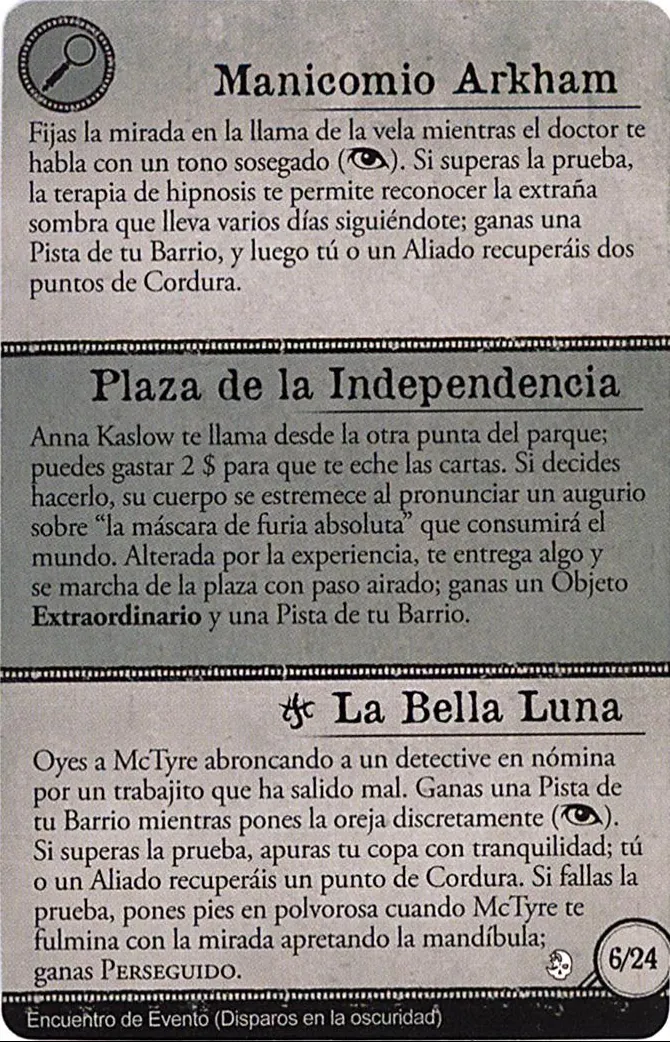 Manicomio Arkham
Fijas la mirada en la llama de la vela mientras el doctor te
habla con un tono sosegado (). Si superas la prueba,
la terapia de hipnosis te permite reconocer la extraña
sombra que lleva varios días siguiéndote; ganas una
Pista de tu Barrio, y luego tú o un Aliado recuperáis dos
puntos de Cordura.
Plaza de la Independencia
Anna Kaslow te llama desde la otra punta del parque;
puedes gastar 2 $ para que te eche las cartas. Si decides
hacerlo, su cuerpo se estremece al pronunciar un augurio
sobre “la máscara de furia absoluta” que consumirá el
mundo. Alterada por la experiencia, te entrega algo y
se marcha de la plaza con paso airado; ganas un Objeto
Extraordinario y una Pista de tu Barrio.
La Bella Luna
Oyes a McTyre abroncando a un detective en nómina
por un trabajito que ha salido mal. Ganas una Pista de
tu Barrio mientras pones la oreja discretamente ().
Si superas la prueba, apuras tu copa con tranquilidad; tú
o un Aliado recuperáis un punto de Cordura. Si fallas la
prueba, pones pies en polvorosa cuando McTyre te
fulmina con la mirada apretando la mandíbula;
ganas PERSEGUIDO.
6/24
Encuentro de Evento (Disparos en la oscuridad)